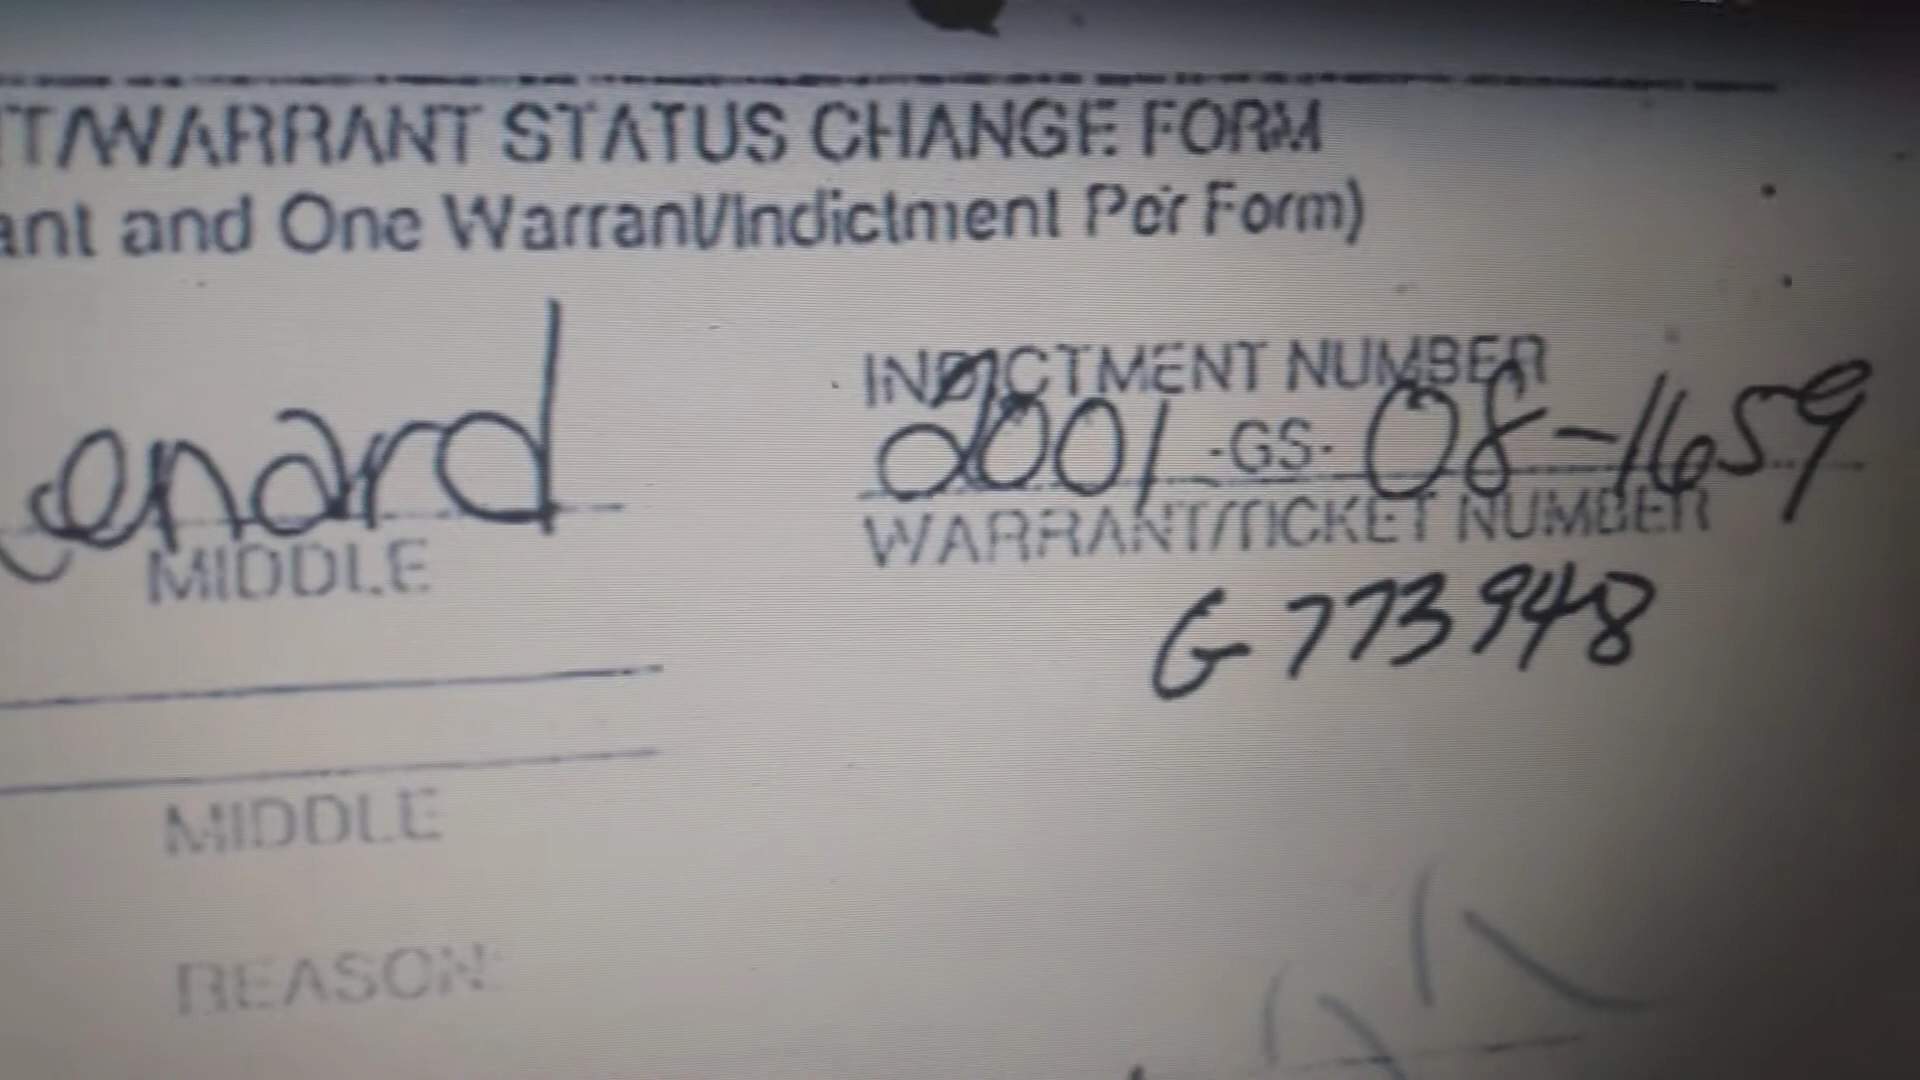 T/WARRANT STATUS CHANGE FORM
ant and One Warrant/Indictment Per Form)
enard
MIDDLE
INDICTMENT NUMBER
2001-GS-08-1659
WARRANT/TICKET NUMBER
G773948
MIDDLE
REASON: